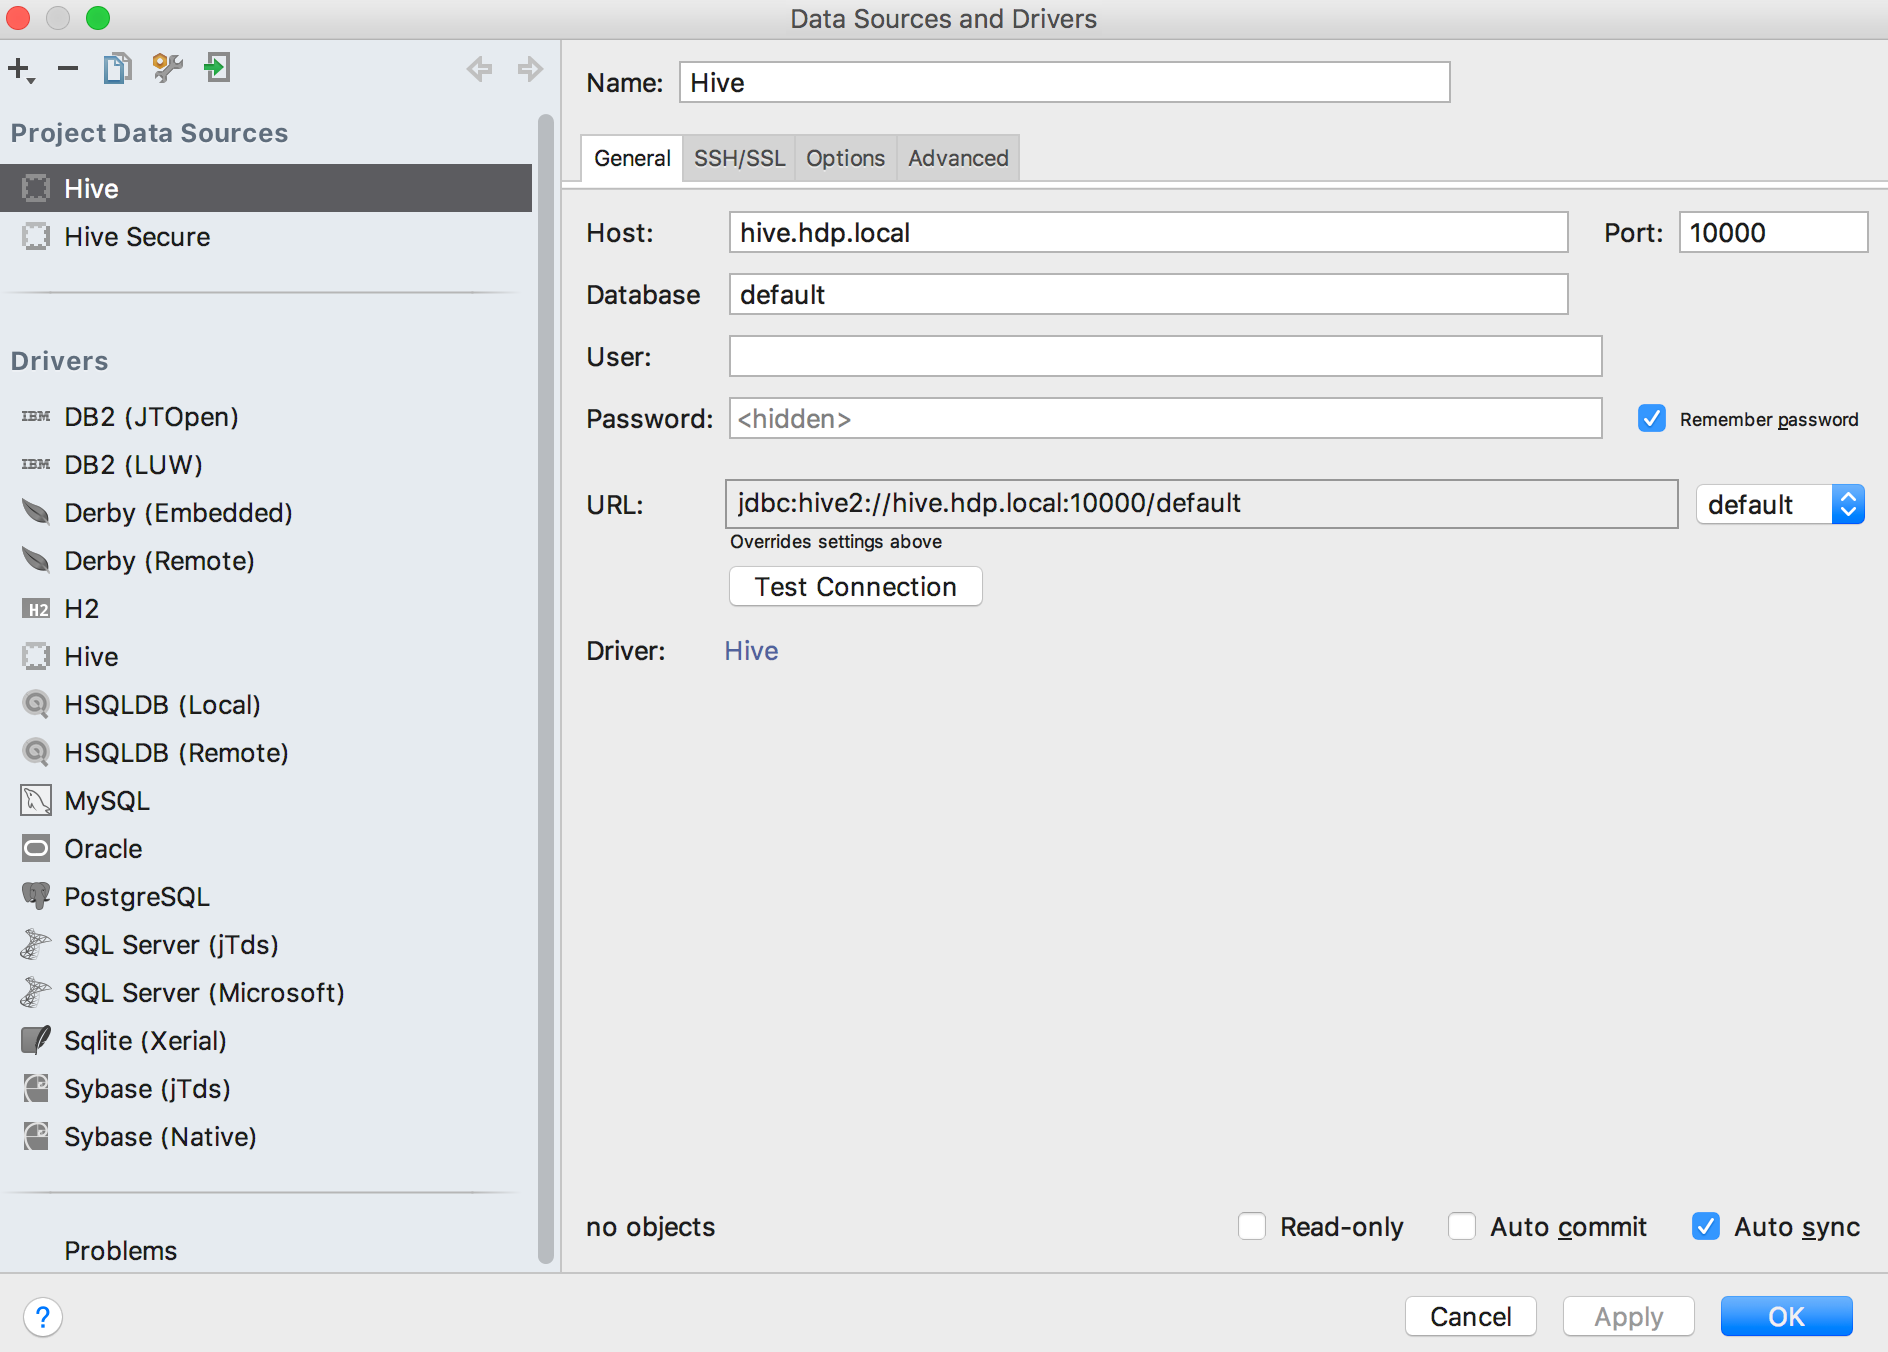 Data Sources and Drivers
Project Data Sources
Hive
Hive Secure
Drivers
IBM DB2 (JTOpen)
IBM DB2 (LUW)
Derby (Embedded)
Derby (Remote)
H2 H2
Hive
HSQLDB (Local)
HSQLDB (Remote)
MySQL
Oracle
PostgreSQL
SQL Server (jTds)
SQL Server (Microsoft)
Sqlite (Xerial)
Sybase (jTds)
Sybase (Native)
Problems
?
Name: Hive
General SSH/SSL Options Advanced
Host: hive.hdp.local Port: 10000
Database default
User:
Password: <hidden> Remember password
URL: jdbc:hive2://hive.hdp.local:10000/default default
Overrides settings above
Test Connection
Driver: Hive
no objects Read-only Auto commit Auto sync
Cancel Apply OK